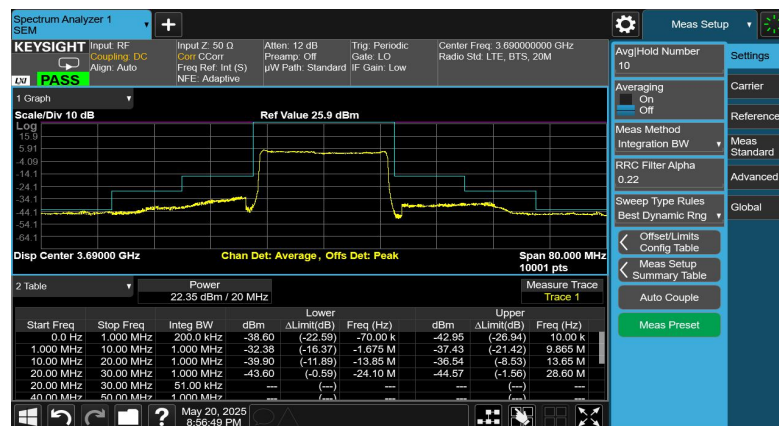 Spectrum Analyzer 1
SEM
+
Meas Setup
KEYSIGHT
LXI PASS
Input: RF
Coupling: DC
Align: Auto
Input Z: 50 Ω
Corr CCorr
Freq Ref: Int (S)
NFE: Adaptive
Atten: 12 dB
Preamp: Off
µW Path: Standard
Trig: Periodic
Gate: LO
IF Gain: Low
Center Freq: 3.690000000 GHz
Radio Std: LTE, BTS, 20M
1 Graph
Scale/Div 10 dB
Ref Value 25.9 dBm
Log
15.9
5.91
-4.09
-14.1
-24.1
-34.1
-44.1
-54.1
-64.1
Disp Center 3.69000 GHz
Chan Det: Average, Offs Det: Peak
Span 80.000 MHz
10001 pts
2 Table
Power
22.35 dBm / 20 MHz
Measure Trace
Trace 1
Lower Upper
Start Freq Stop Freq Integ BW dBm ΔLimit(dB) Freq (Hz) dBm ΔLimit(dB) Freq (Hz)
0.0 Hz 1.000 MHz 200.0 kHz -38.60 (-22.59) -70.00 k -42.95 (-26.94) 10.00 k
1.000 MHz 10.00 MHz 1.000 MHz -32.38 (-16.37) -1.675 M -37.43 (-21.42) 9.865 M
10.00 MHz 20.00 MHz 1.000 MHz -39.90 (-11.89) -13.85 M -36.54 (-8.53) 13.65 M
20.00 MHz 30.00 MHz 1.000 MHz -43.60 (-0.59) -24.10 M -44.57 (-1.56) 28.60 M
20.00 MHz 30.00 MHz 51.00 kHz --- (---) --- --- (---) ---
40.00 MHz 50.00 MHz 1.000 MHz --- (---) --- --- (---) ---
?
May 20, 2025
8:56:49 PM
Avg|Hold Number
10
Averaging
On
Off
Meas Method
Integration BW
RRC Filter Alpha
0.22
Sweep Type Rules
Best Dynamic Rng
Offset/Limits
Config Table
Meas Setup
Summary Table
Auto Couple
Meas Preset
Settings
Carrier
Reference
Meas
Standard
Advanced
Global